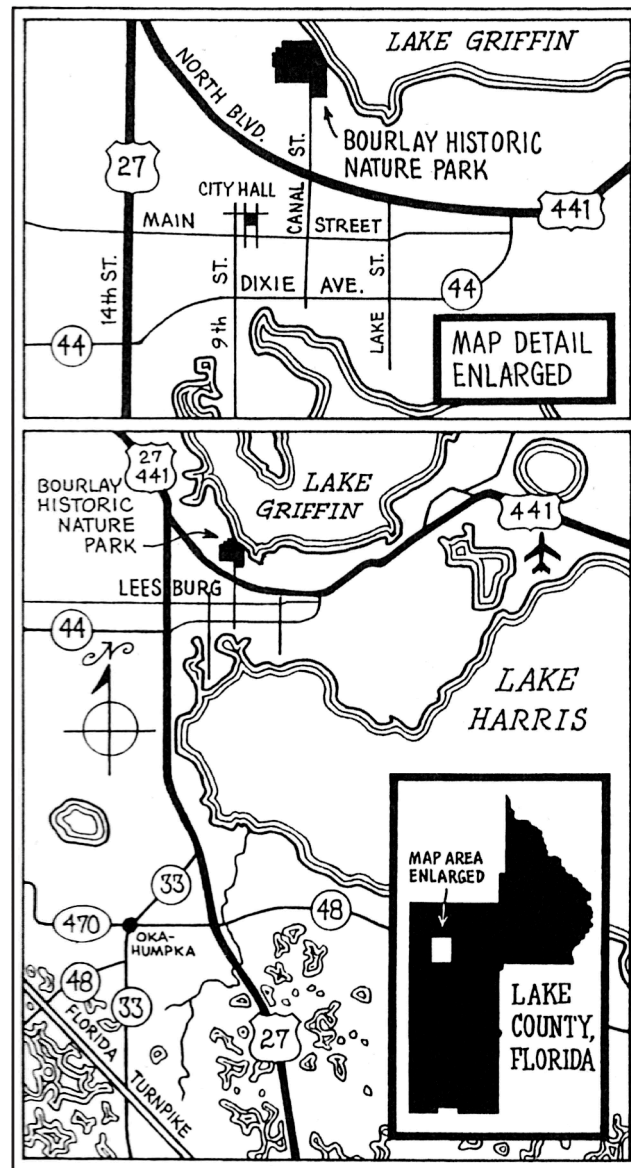 LAKE GRIFFIN
NORTH BLVD.
BOURLAY HISTORIC
NATURE PARK
27
CITY HALL
CANAL ST.
441
MAIN STREET
14th ST.
9th ST.
DIXIE AVE.
LAKE ST.
44
44
MAP DETAIL
ENLARGED
27
441
BOURLAY
HISTORIC
NATURE
PARK
LAKE
GRIFFIN
441
LEESBURG
44
N
LAKE
HARRIS
33
470
OKA-
HUMPKA
48
48
33
FLORIDA TURNPIKE
27
MAP AREA
ENLARGED
LAKE
COUNTY,
FLORIDA